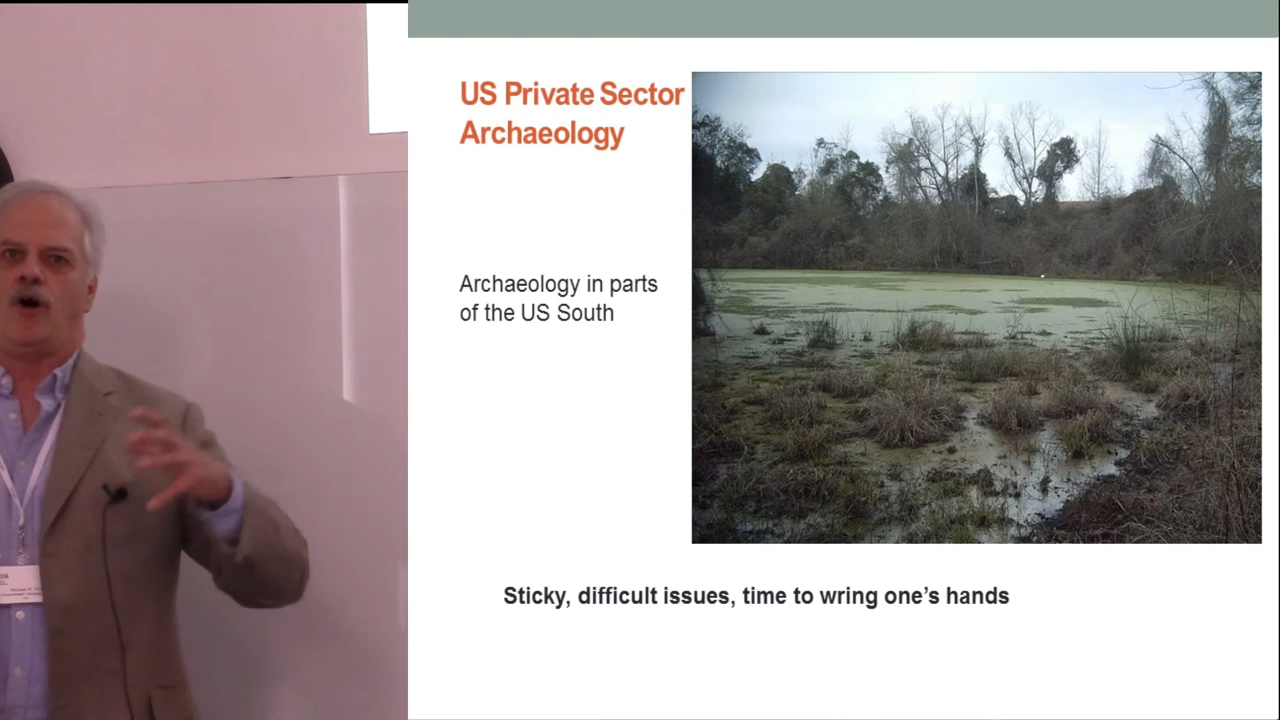 US Private Sector
Archaeology
Archaeology in parts
of the US South
Sticky, difficult issues, time to wring one’s hands